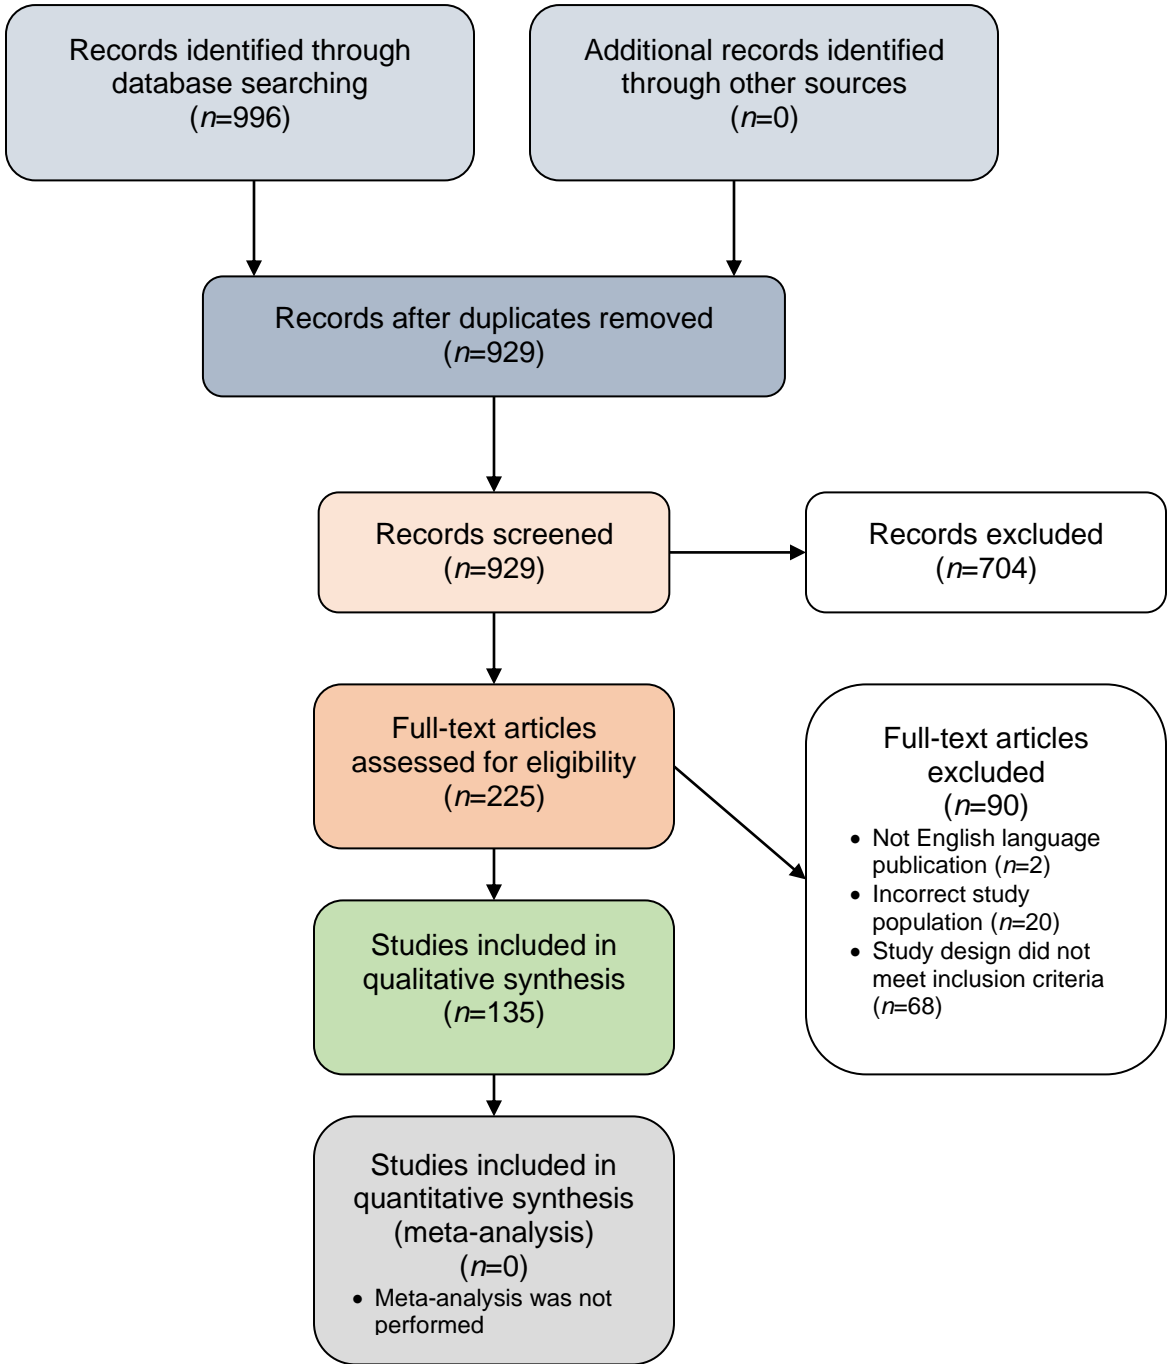 Records identified through
database searching
(n=996)
Additional records identified
through other sources
(n=0)
Records after duplicates removed
(n=929)
Records screened
(n=929)
Records excluded
(n=704)
Full-text articles
assessed for eligibility
(n=225)
Full-text articles
excluded
(n=90)
• Not English language
publication (n=2)
• Incorrect study
population (n=20)
• Study design did not
meet inclusion criteria
(n=68)
Studies included in
qualitative synthesis
(n=135)
Studies included in
quantitative synthesis
(meta-analysis)
(n=0)
• Meta-analysis was not
performed